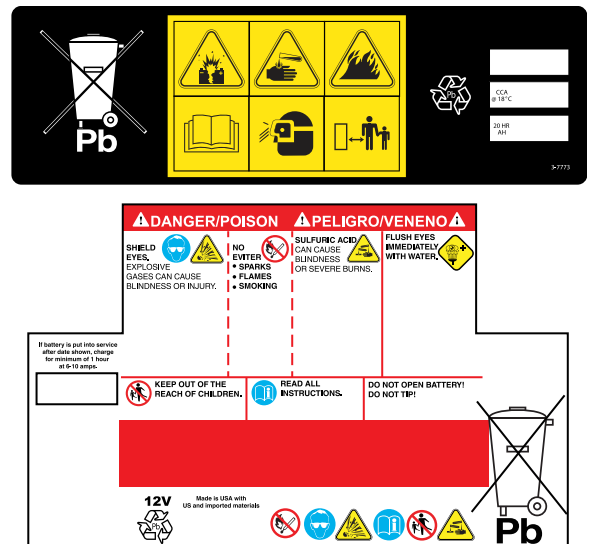 Pb
Pb
CCA
@ 18°C
20 HR
AH
3-7773
DANGER/POISON
PELIGRO/VENENO
SHIELD
EYES.
EXPLOSIVE
GASES CAN CAUSE
BLINDNESS OR INJURY.
NO
EVITER
• SPARKS
• FLAMES
• SMOKING
SULFURIC ACID
CAN CAUSE
BLINDNESS
OR SEVERE BURNS.
FLUSH EYES
IMMEDIATELY
WITH WATER.
If battery is put into service
after date shown, charge
for minimum of 1 hour
at 6-10 amps.
KEEP OUT OF THE
REACH OF CHILDREN.
READ ALL
INSTRUCTIONS.
DO NOT OPEN BATTERY!
DO NOT TIP!
12V
Made is USA with
US and imported materials
Pb
Pb